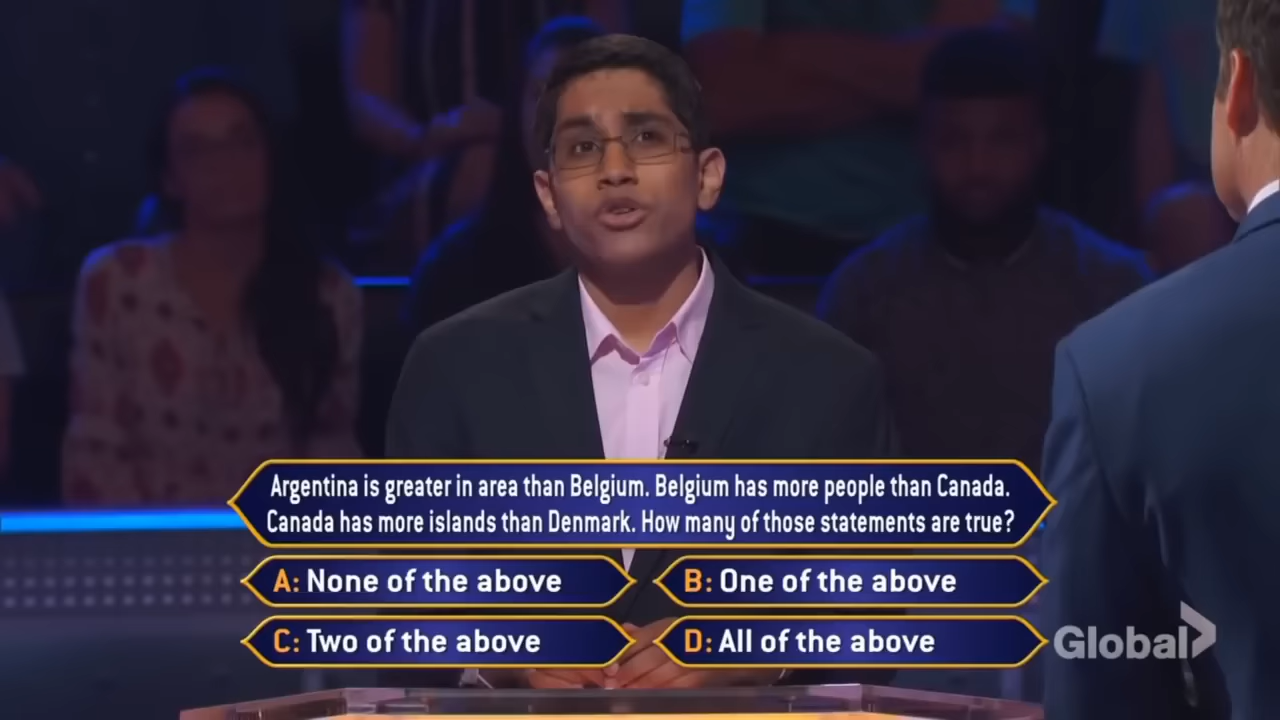 Argentina is greater in area than Belgium. Belgium has more people than Canada.
Canada has more islands than Denmark. How many of those statements are true?
A: None of the above
B: One of the above
C: Two of the above
D: All of the above
Global